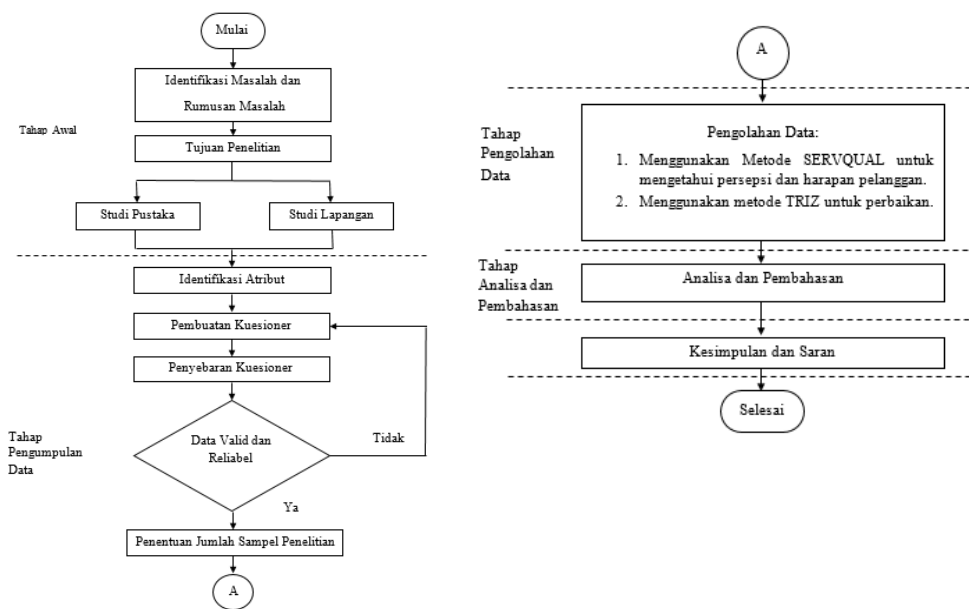 Mulai
Identifikasi Masalah dan
Rumusan Masalah
Tahap Awal
Tujuan Penelitian
Studi Pustaka
Studi Lapangan
Identifikasi Atribut
Pembuatan Kuesioner
Penyebaran Kuesioner
Tahap
Pengumpulan
Data
Data Valid dan
Reliabel
Tidak
Ya
Penentuan Jumlah Sampel Penelitian
A
A
Tahap
Pengolahan
Data
Pengolahan Data:
1. Menggunakan Metode SERVQUAL untuk
mengetahui persepsi dan harapan pelanggan.
2. Menggunakan metode TRIZ untuk perbaikan.
Tahap
Analisa dan
Pembahasan
Analisa dan Pembahasan
Kesimpulan dan Saran
Selesai